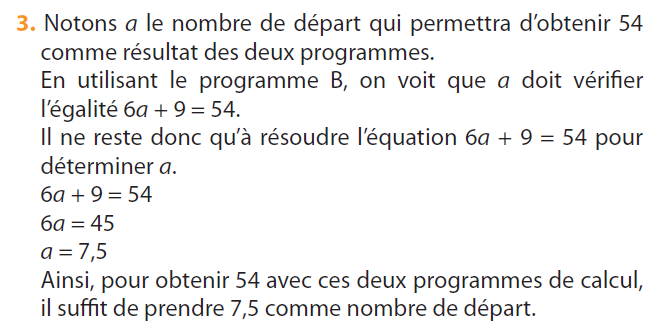 3. Notons a le nombre de départ qui permettra d’obtenir 54
comme résultat des deux programmes.
En utilisant le programme B, on voit que a doit vérifier
l’égalité 6a + 9 = 54.
Il ne reste donc qu’à résoudre l’équation 6a + 9 = 54 pour
déterminer a.
6a + 9 = 54
6a = 45
a = 7,5
Ainsi, pour obtenir 54 avec ces deux programmes de calcul,
il suffit de prendre 7,5 comme nombre de départ.